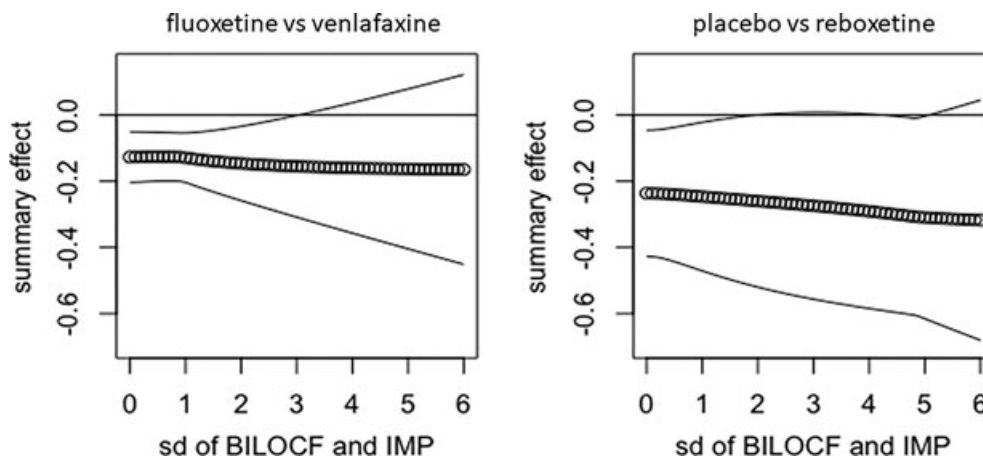 fluoxetine vs venlafaxine
summary effect
0.0
-0.2
-0.4
-0.6
0 1 2 3 4 5 6
sd of BILOCF and IMP
placebo vs reboxetine
summary effect
0.0
-0.2
-0.4
-0.6
0 1 2 3 4 5 6
sd of BILOCF and IMP